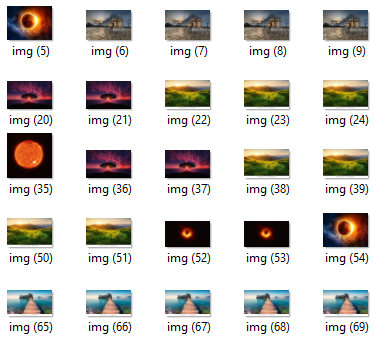 img (5) img (6) img (7) img (8) img (9)
img (20) img (21) img (22) img (23) img (24)
img (35) img (36) img (37) img (38) img (39)
img (50) img (51) img (52) img (53) img (54)
img (65) img (66) img (67) img (68) img (69)